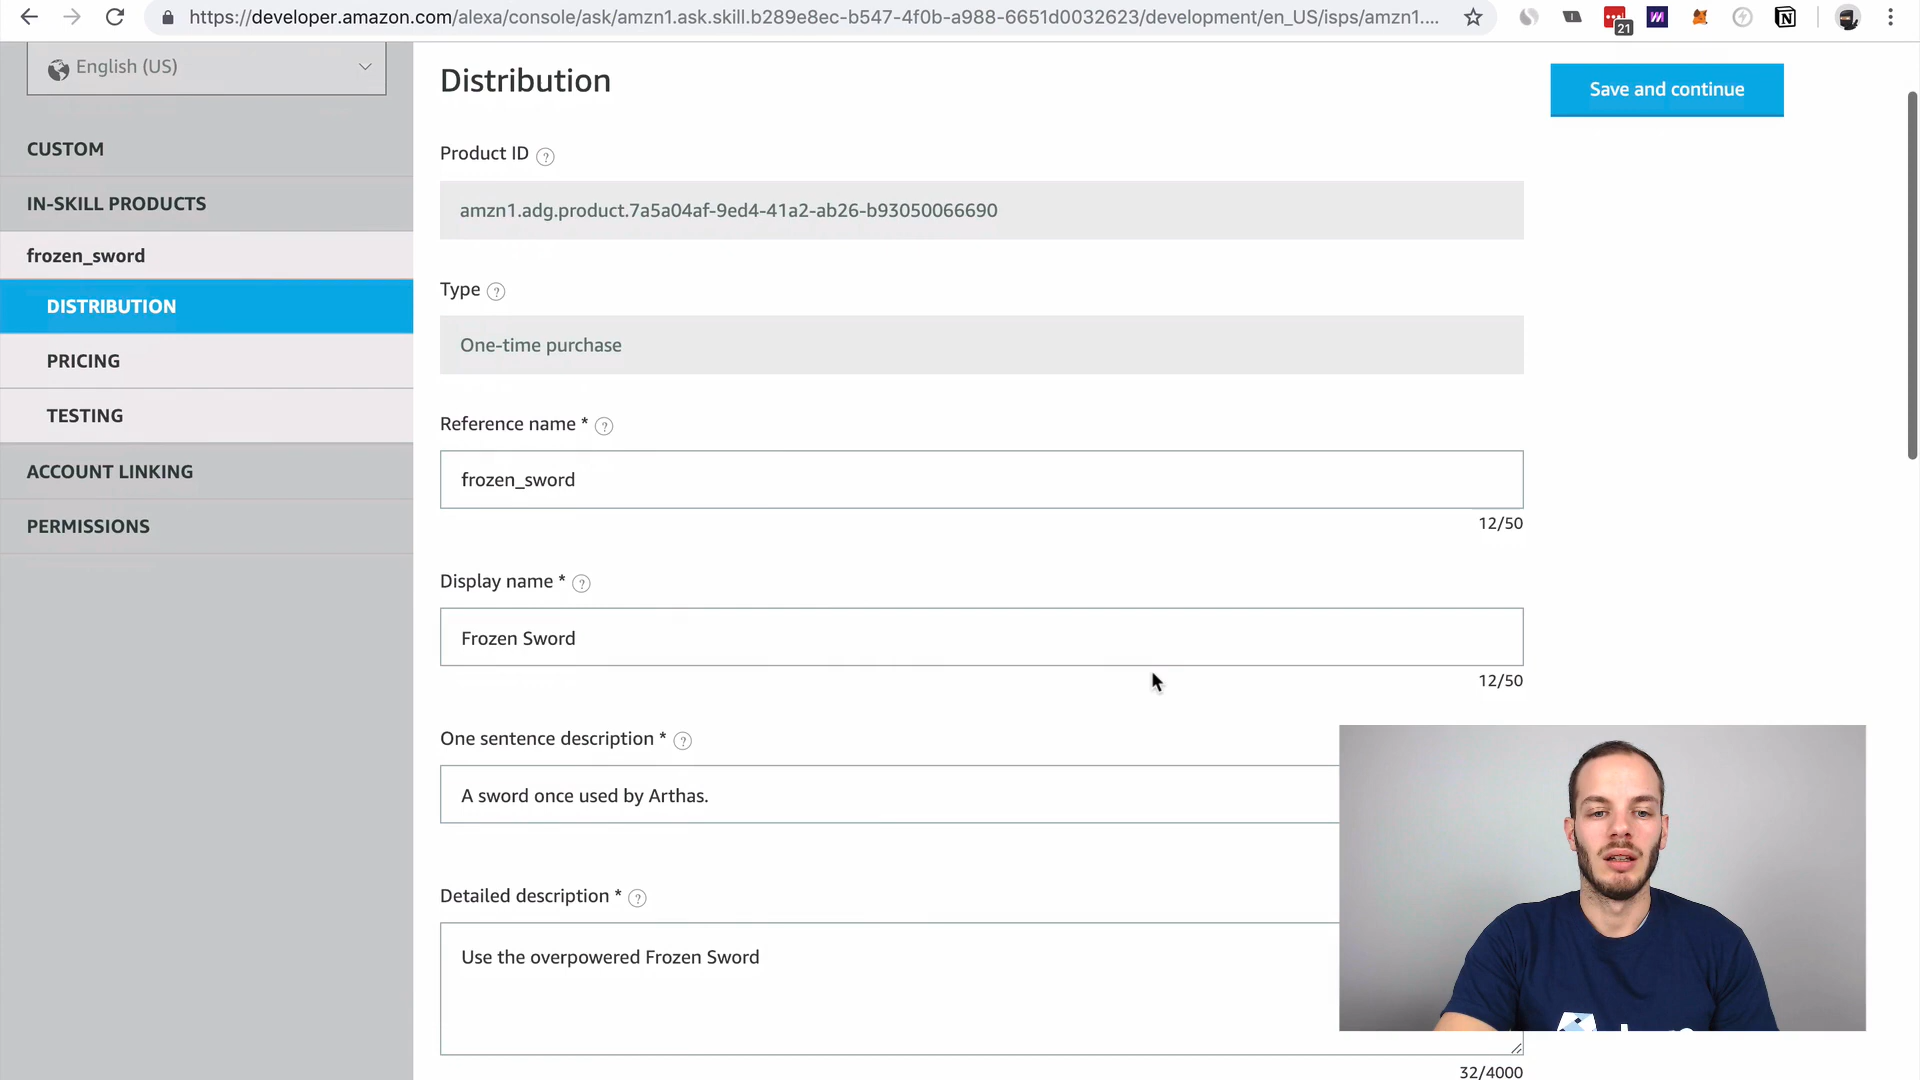 https://developer.amazon.com/alexa/console/ask/amzn1.ask.skill.b289e8ec-b547-4f0b-a988-6651d0032623/development/en_US/isps/amzn1....
21
English (US)
CUSTOM
IN-SKILL PRODUCTS
frozen_sword
DISTRIBUTION
PRICING
TESTING
ACCOUNT LINKING
PERMISSIONS
Distribution
Save and continue
Product ID ?
amzn1.adg.product.7a5a04af-9ed4-41a2-ab26-b93050066690
Type ?
One-time purchase
Reference name * ?
frozen_sword
12/50
Display name * ?
Frozen Sword
12/50
One sentence description * ?
A sword once used by Arthas.
Detailed description * ?
Use the overpowered Frozen Sword
32/4000